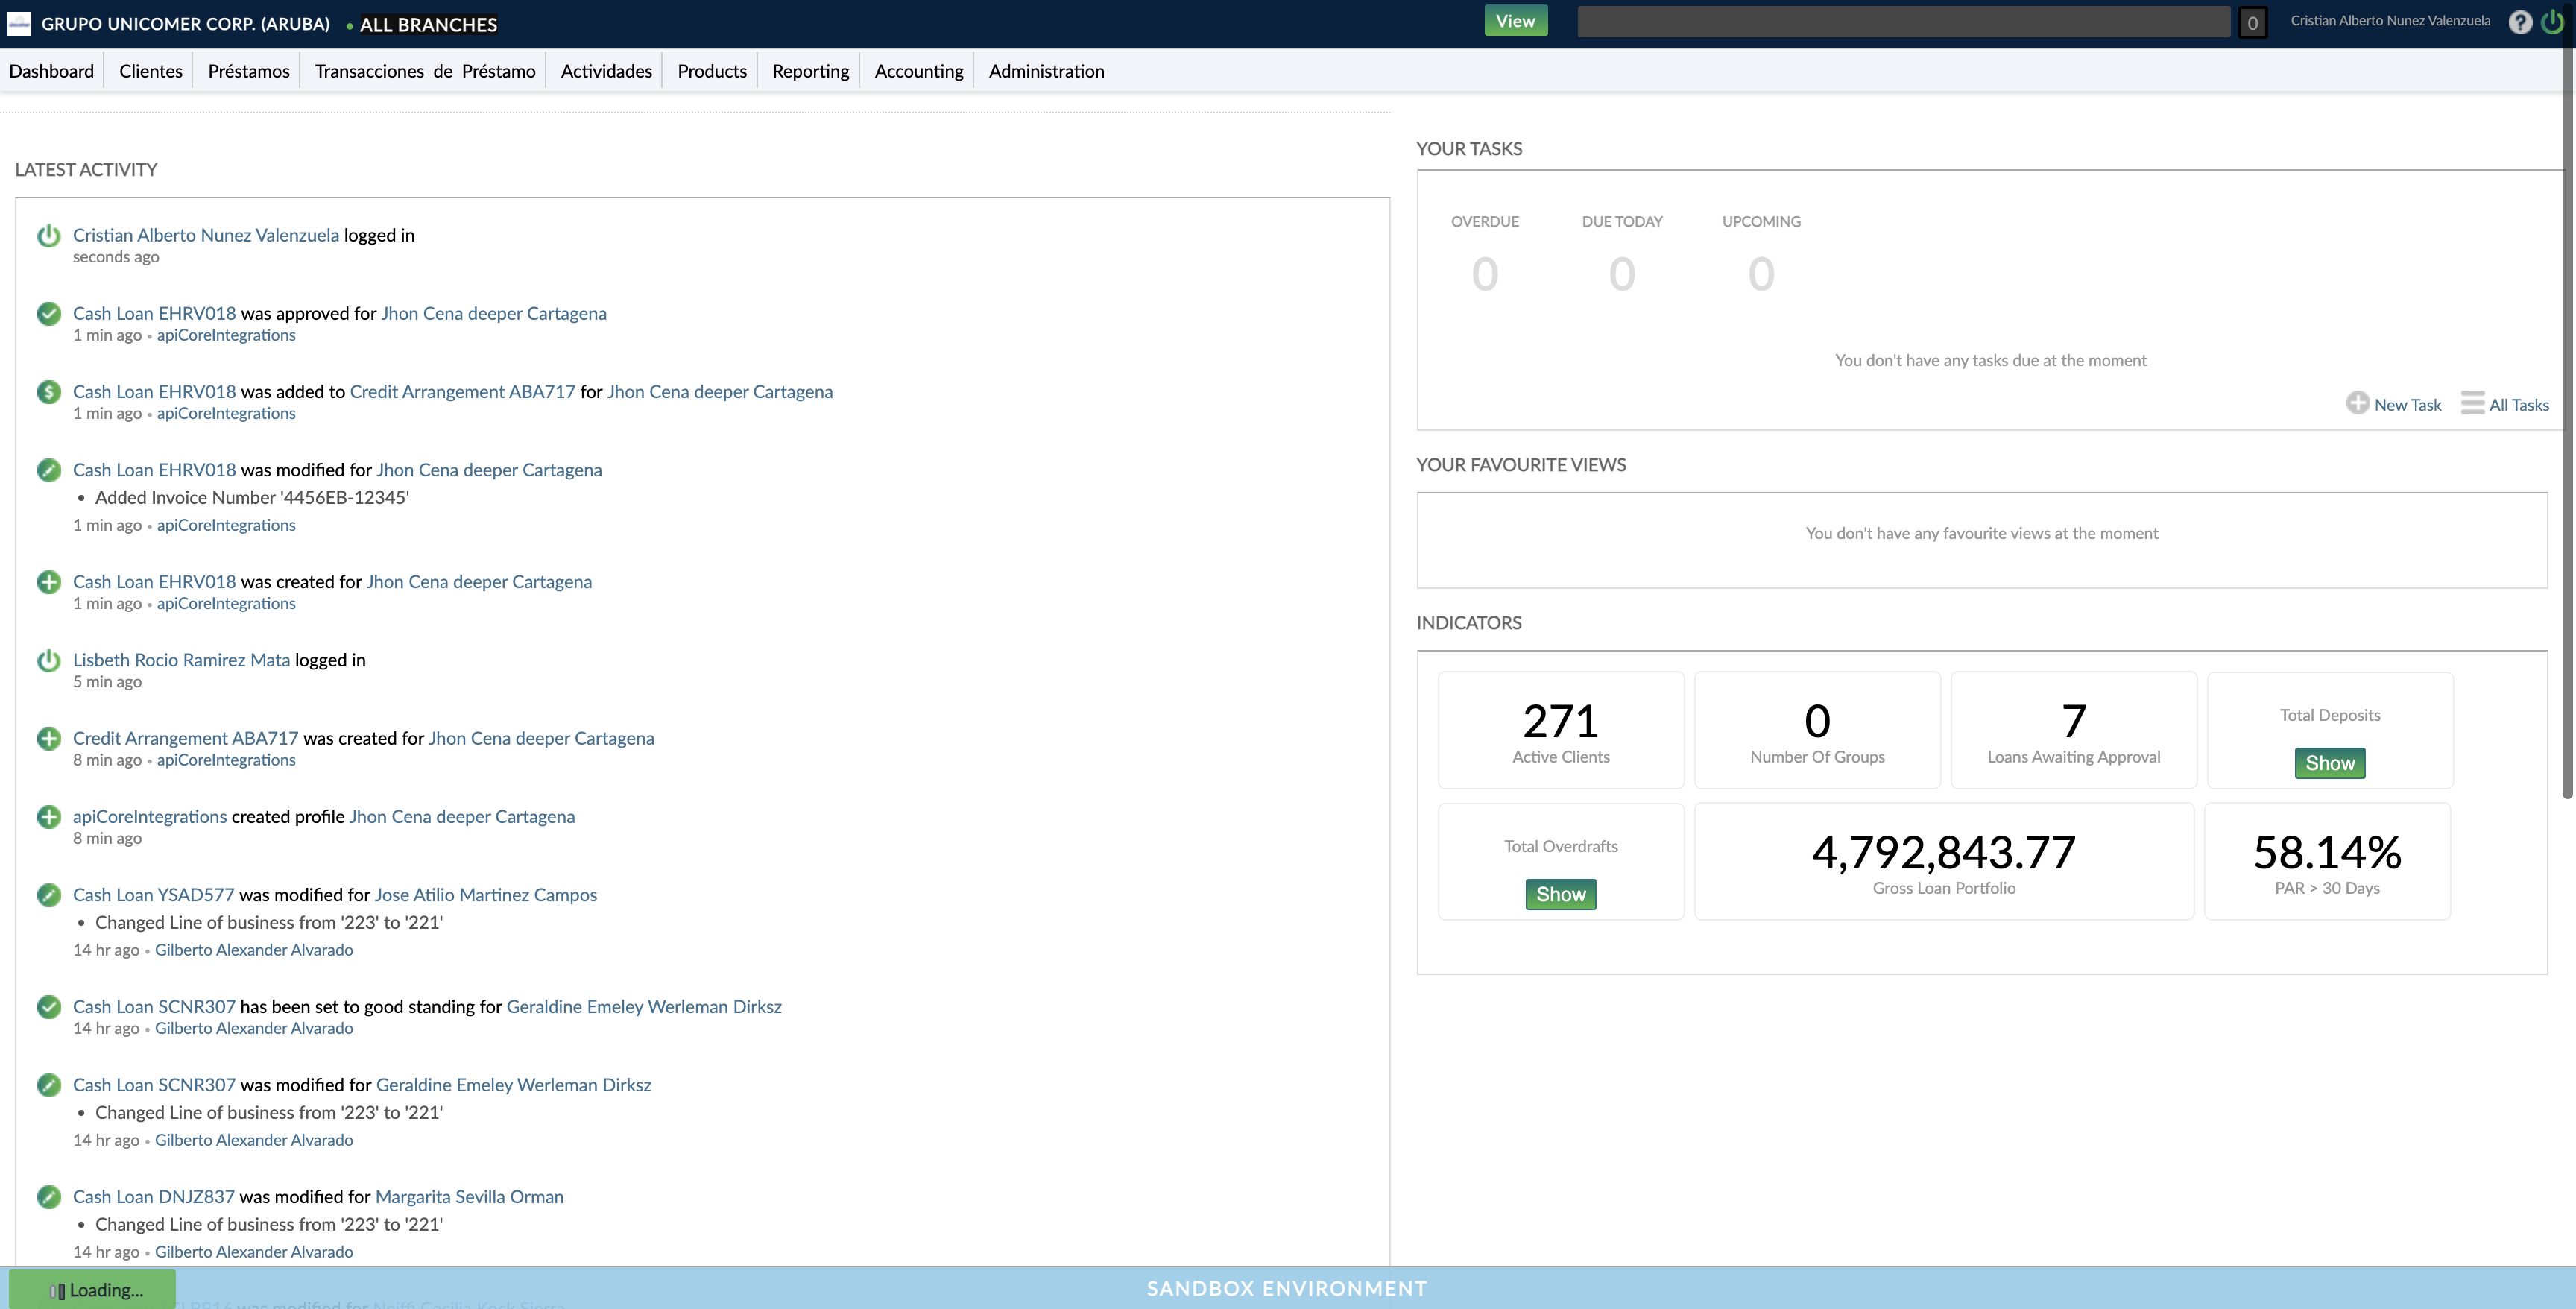 GRUPO UNICOMER CORP. (ARUBA) • ALL BRANCHES
View
0
Cristian Alberto Nunez Valenzuela
?
Dashboard
Clientes
Préstamos
Transacciones de Préstamo
Actividades
Products
Reporting
Accounting
Administration
LATEST ACTIVITY
Cristian Alberto Nunez Valenzuela logged in
seconds ago
Cash Loan EHRV018 was approved for Jhon Cena deeper Cartagena
1 min ago • apiCoreIntegrations
Cash Loan EHRV018 was added to Credit Arrangement ABA717 for Jhon Cena deeper Cartagena
1 min ago • apiCoreIntegrations
Cash Loan EHRV018 was modified for Jhon Cena deeper Cartagena
• Added Invoice Number '4456EB-12345'
1 min ago • apiCoreIntegrations
Cash Loan EHRV018 was created for Jhon Cena deeper Cartagena
1 min ago • apiCoreIntegrations
Lisbeth Rocio Ramirez Mata logged in
5 min ago
Credit Arrangement ABA717 was created for Jhon Cena deeper Cartagena
8 min ago • apiCoreIntegrations
apiCoreIntegrations created profile Jhon Cena deeper Cartagena
8 min ago
Cash Loan YSAD577 was modified for Jose Atilio Martinez Campos
• Changed Line of business from '223' to '221'
14 hr ago • Gilberto Alexander Alvarado
Cash Loan SCNR307 has been set to good standing for Geraldine Emeley Werleman Dirksz
14 hr ago • Gilberto Alexander Alvarado
Cash Loan SCNR307 was modified for Geraldine Emeley Werleman Dirksz
• Changed Line of business from '223' to '221'
14 hr ago • Gilberto Alexander Alvarado
Cash Loan DNJZ837 was modified for Margarita Sevilla Orman
• Changed Line of business from '223' to '221'
14 hr ago • Gilberto Alexander Alvarado
YOUR TASKS
OVERDUE
DUE TODAY
UPCOMING
0
0
0
You don't have any tasks due at the moment
New Task
All Tasks
YOUR FAVOURITE VIEWS
You don't have any favourite views at the moment
INDICATORS
271
Active Clients
0
Number Of Groups
7
Loans Awaiting Approval
Total Deposits
Show
Total Overdrafts
Show
4,792,843.77
Gross Loan Portfolio
58.14%
PAR > 30 Days
Loading...
SANDBOX ENVIRONMENT
was modified for